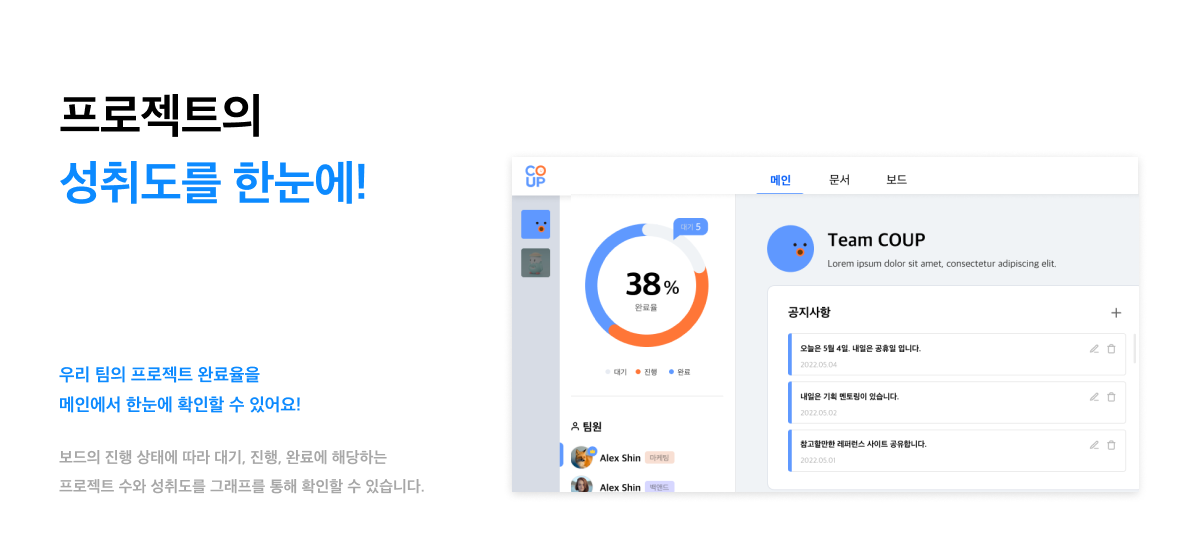 프로젝트의
성취도를 한눈에!
우리 팀의 프로젝트 완료율을
메인에서 한눈에 확인할 수 있어요!
보드의 진행 상태에 따라 대기, 진행, 완료에 해당하는
프로젝트 수와 성취도를 그래프를 통해 확인할 수 있습니다.
CO
UP
메인 문서 보드
대기 5
38%
완료율
대기 진행 완료
팀원
Alex Shin 마케팅
Alex Shin 백엔드
Team COUP
Lorem ipsum dolor sit amet, consectetur adipiscing elit.
공지사항
오늘은 5월 4일. 내일은 공휴일 입니다.
2022.05.04
내일은 기획 멘토링이 있습니다.
2022.05.02
참고할만한 레퍼런스 사이트 공유합니다.
2022.05.01